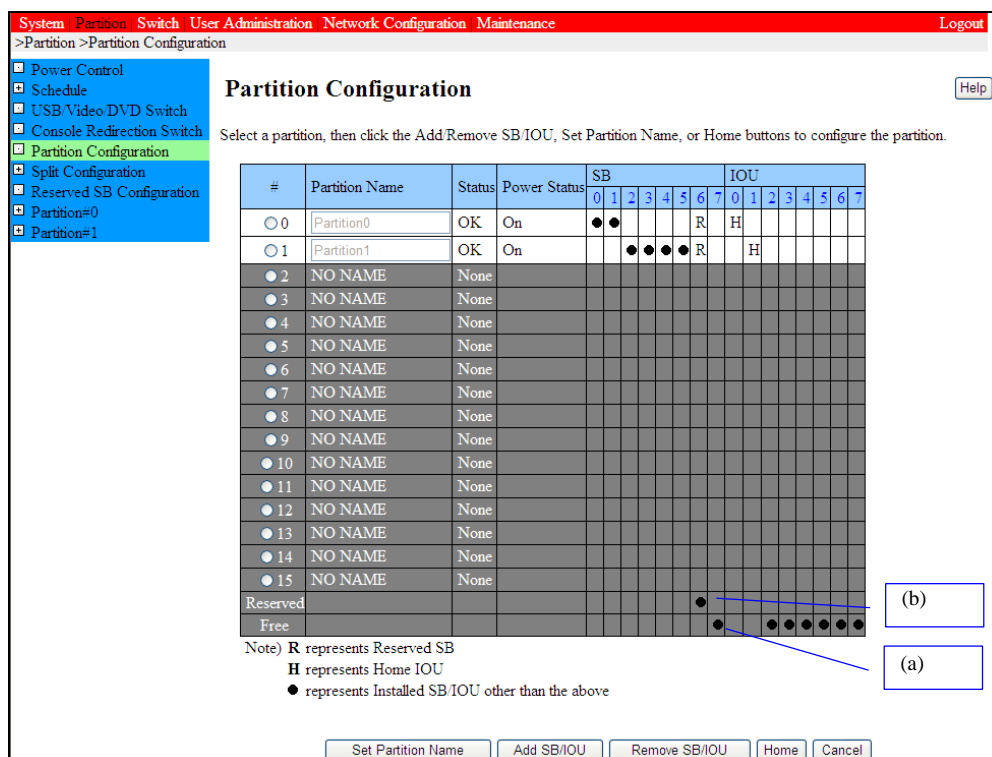 System Partition Switch User Administration Network Configuration Maintenance Logout
>Partition >Partition Configuration
Power Control
Schedule
USB/Video/DVD Switch
Console Redirection Switch
Partition Configuration
Split Configuration
Reserved SB Configuration
Partition#0
Partition#1
Partition Configuration
Help
Select a partition, then click the Add/Remove SB/IOU, Set Partition Name, or Home buttons to configure the partition.
# Partition Name Status Power Status SB IOU
0 1 2 3 4 5 6 7 0 1 2 3 4 5 6 7
0 Partition0 OK On ● ● R H
1 Partition1 OK On ● ● ● ● R H
2 NO NAME None
3 NO NAME None
4 NO NAME None
5 NO NAME None
6 NO NAME None
7 NO NAME None
8 NO NAME None
9 NO NAME None
10 NO NAME None
11 NO NAME None
12 NO NAME None
13 NO NAME None
14 NO NAME None
15 NO NAME None
Reserved ●
Free ● ● ● ● ● ● ●
(b)
(a)
Note) R represents Reserved SB
H represents Home IOU
● represents Installed SB/IOU other than the above
Set Partition Name Add SB/IOU Remove SB/IOU Home Cancel